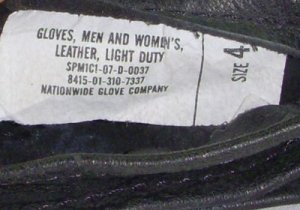 GLOVES, MEN AND WOMEN'S,
LEATHER, LIGHT DUTY
SPM1C1-07-D-0037
8415-01-310-7337
NATIONWIDE GLOVE COMPANY
SIZE 4